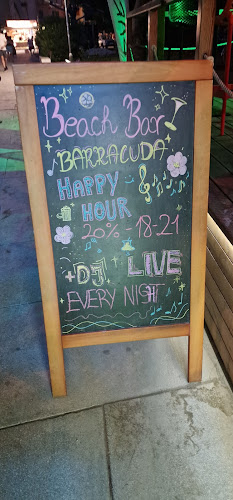 Beach Bar
BARRACUDA
HAPPY
HOUR
20% - 18-21
+DJ LIVE
EVERY NIGHT